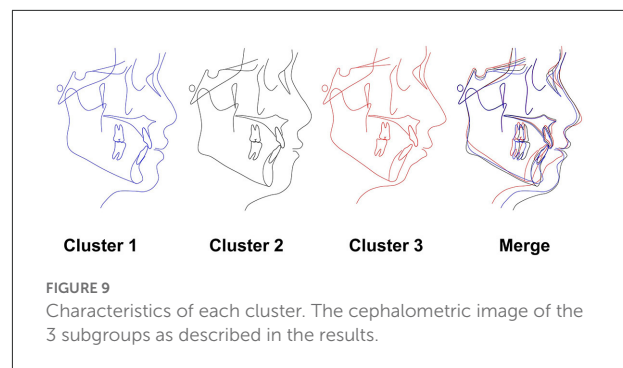 Cluster 1 Cluster 2 Cluster 3 Merge
FIGURE 9
Characteristics of each cluster. The cephalometric image of the
3 subgroups as described in the results.